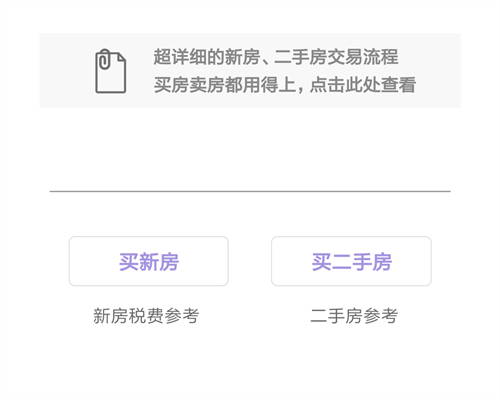 超详细的新房、二手房交易流程
买房卖房都用得上，点击此处查看
买新房
买二手房
新房税费参考
二手房参考